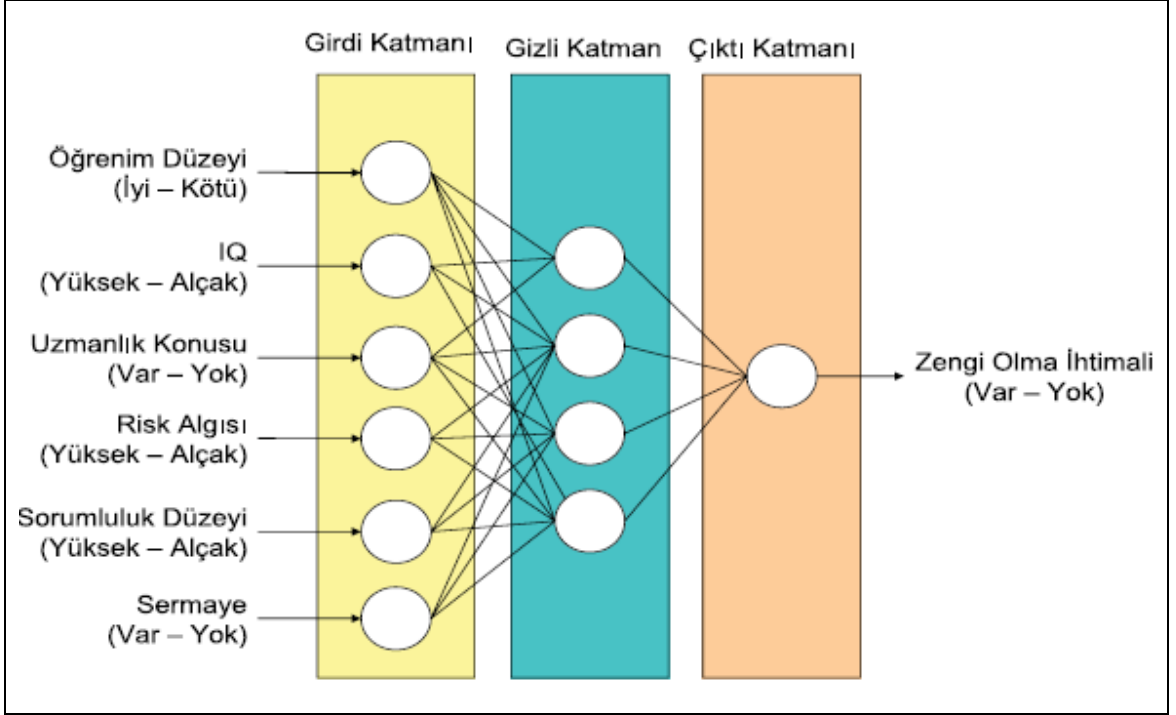 Girdi Katmanı
Gizli Katman
Çıktı Katmanı
Öğrenim Düzeyi
(İyi – Kötü)
IQ
(Yüksek – Alçak)
Uzmanlık Konusu
(Var – Yok)
Risk Algısı
(Yüksek – Alçak)
Sorumluluk Düzeyi
(Yüksek – Alçak)
Sermaye
(Var – Yok)
Zengi Olma İhtimali
(Var – Yok)